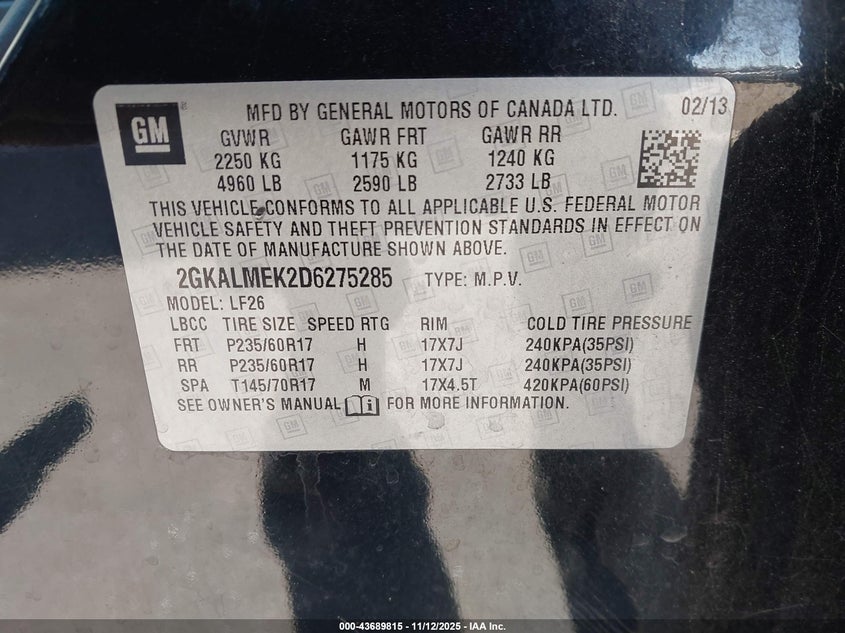 GM ® MFD BY GENERAL MOTORS OF CANADA LTD. 02/13
GVWR GAWR FRT GAWR RR
2250 KG 1175 KG 1240 KG
4960 LB 2590 LB 2733 LB
THIS VEHICLE CONFORMS TO ALL APPLICABLE U.S. FEDERAL MOTOR
VEHICLE SAFETY AND THEFT PREVENTION STANDARDS IN EFFECT ON
THE DATE OF MANUFACTURE SHOWN ABOVE.
2GKALMEK2D6275285 TYPE: M.P.V.
MODEL: LF26
LBCC TIRE SIZE SPEED RTG RIM COLD TIRE PRESSURE
FRT P235/60R17 H 17X7J 240KPA(35PSI)
RR P235/60R17 H 17X7J 240KPA(35PSI)
SPA T145/70R17 M 17X4.5T 420KPA(60PSI)
SEE OWNER'S MANUAL FOR MORE INFORMATION.
000-43689815 - 11/12/2025 - IAA Inc.